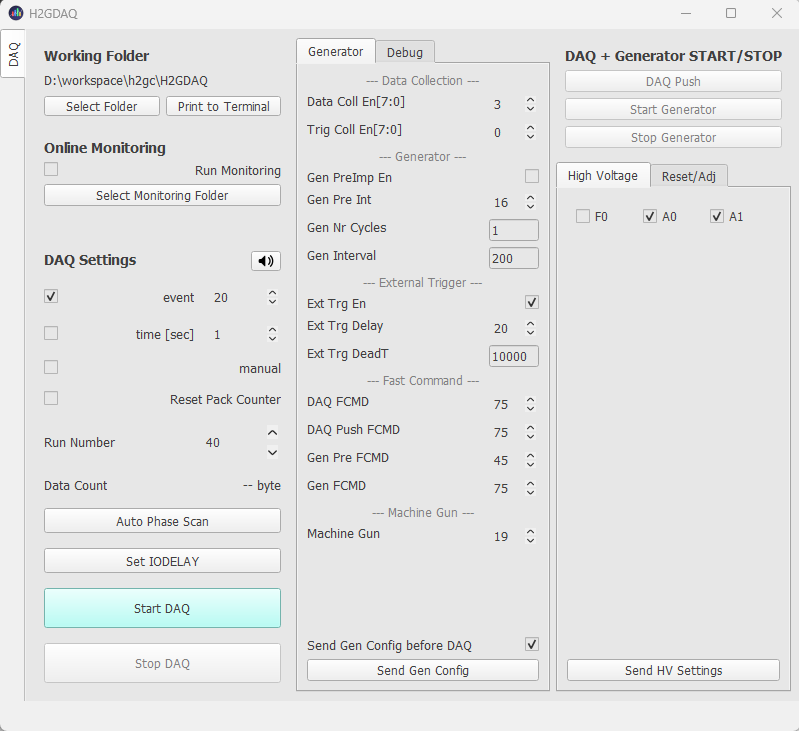 H2GDAQ
DAQ
Working Folder
D:\workspace\h2gc\H2GDAQ
Select Folder
Print to Terminal
Online Monitoring
Run Monitoring
Select Monitoring Folder
DAQ Settings
event 20
time [sec] 1
manual
Reset Pack Counter
Run Number 40
Data Count -- byte
Auto Phase Scan
Set IODELAY
Start DAQ
Stop DAQ
Generator
Debug
--- Data Collection ---
Data Coll En[7:0] 3
Trig Coll En[7:0] 0
--- Generator ---
Gen PreImp En
Gen Pre Int 16
Gen Nr Cycles 1
Gen Interval 200
--- External Trigger ---
Ext Trg En
Ext Trg Delay 20
Ext Trg DeadT 10000
--- Fast Command ---
DAQ FCMD 75
DAQ Push FCMD 75
Gen Pre FCMD 45
Gen FCMD 75
--- Machine Gun ---
Machine Gun 19
Send Gen Config before DAQ
Send Gen Config
DAQ + Generator START/STOP
DAQ Push
Start Generator
Stop Generator
High Voltage
Reset/Adj
F0 A0 A1
Send HV Settings